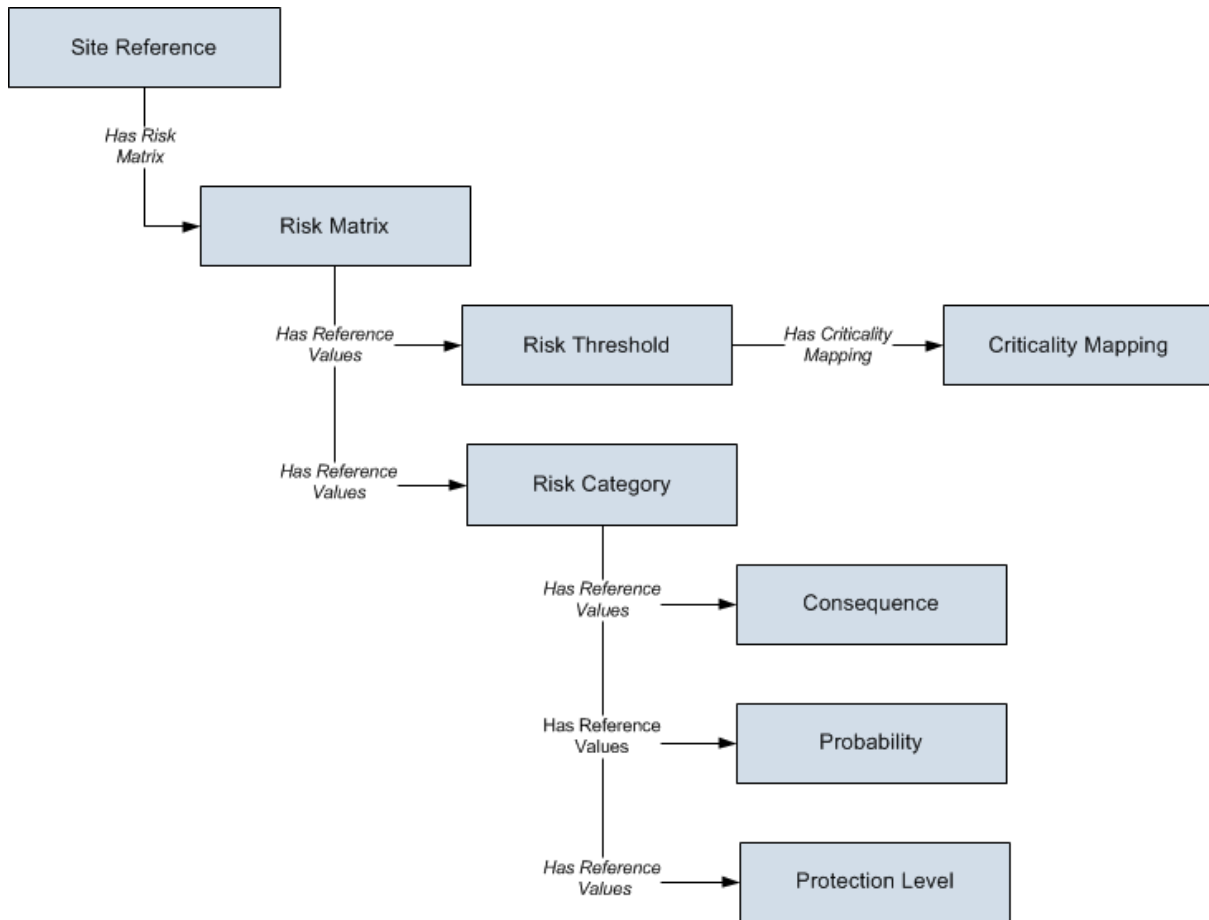 Site Reference
Has Risk
Matrix
Risk Matrix
Has Reference
Values
Risk Threshold
Has Criticality
Mapping
Criticality Mapping
Has Reference
Values
Risk Category
Has Reference
Values
Consequence
Has Reference
Values
Probability
Has Reference
Values
Protection Level